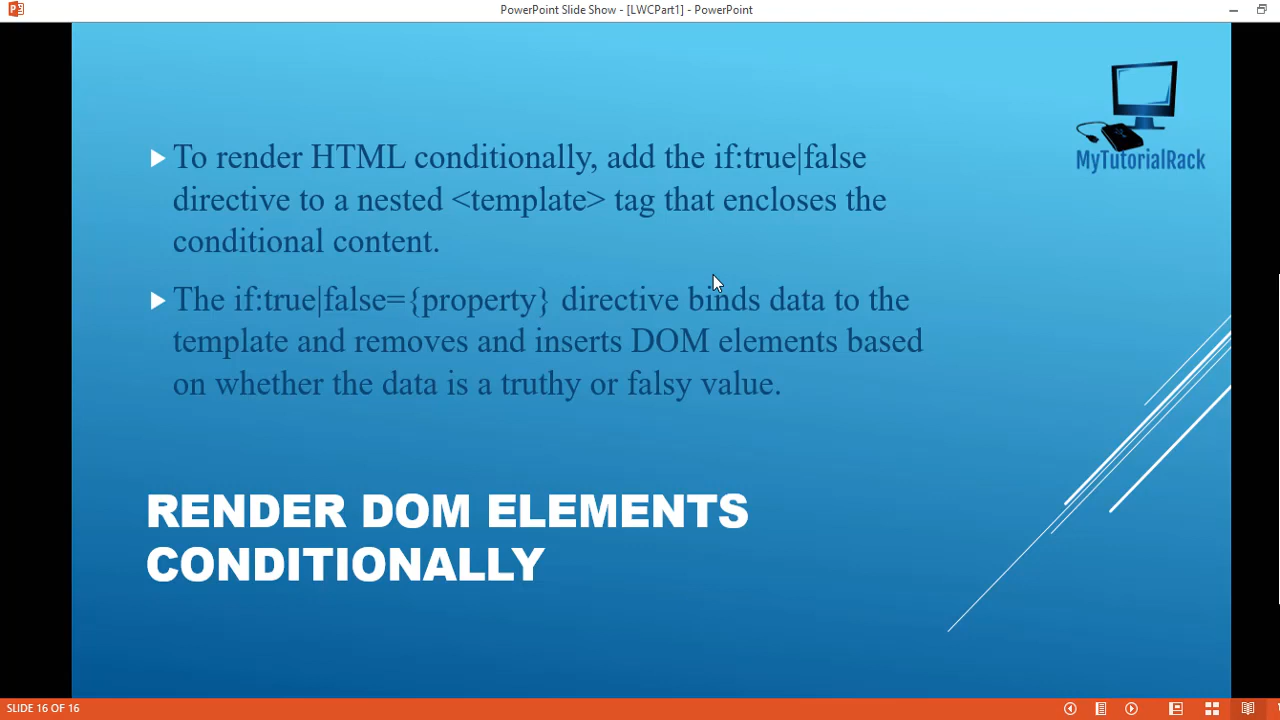 PowerPoint Slide Show - [LWCPart1] - PowerPoint
MyTutorialRack
To render HTML conditionally, add the if:true|false
directive to a nested <template> tag that encloses the
conditional content.
The if:true|false={property} directive binds data to the
template and removes and inserts DOM elements based
on whether the data is a truthy or falsy value.
RENDER DOM ELEMENTS
CONDITIONALLY
SLIDE 16 OF 16